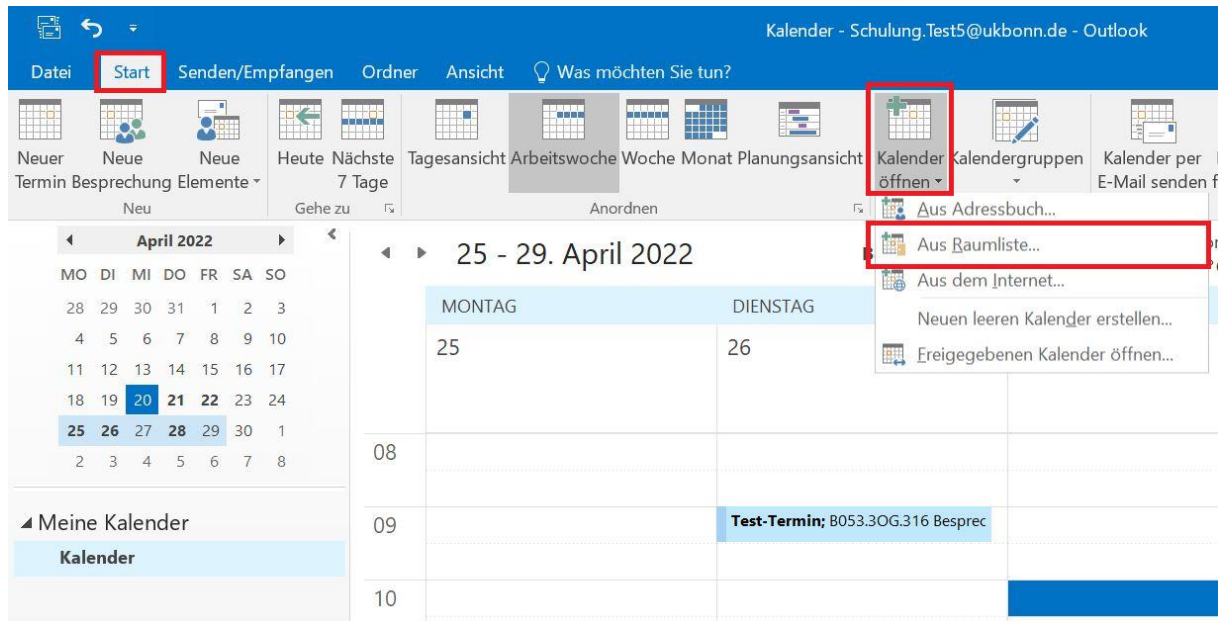 Kalender - Schulung.Test5@ukbonn.de - Outlook
Datei Start Senden/Empfangen Ordner Ansicht Was möchten Sie tun?
Neuer Neue Neue Heute Nächste Tagesansicht Arbeitswoche Woche Monat Planungsansicht Kalender Kalendergruppen Kalender per
Termin Besprechung Elemente 7 Tage öffnen E-Mail senden f
Neu Gehe zu Anordnen
Aus Adressbuch...
Aus Raumliste...
Aus dem Internet...
Neuen leeren Kalender erstellen...
Freigegebenen Kalender öffnen...
April 2022
MO DI MI DO FR SA SO
28 29 30 31 1 2 3
4 5 6 7 8 9 10
11 12 13 14 15 16 17
18 19 20 21 22 23 24
25 26 27 28 29 30 1
2 3 4 5 6 7 8
Meine Kalender
Kalender
25 - 29. April 2022
MONTAG DIENSTAG
25 26
08
09 Test-Termin; B053.3OG.316 Besprec
10